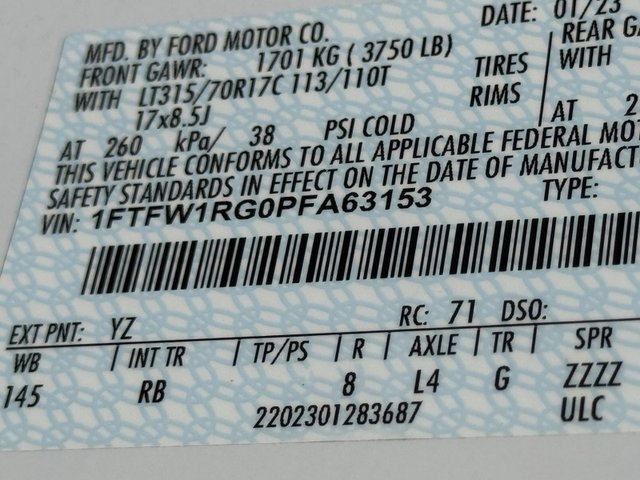 DATE: 01/23
MFD. BY FORD MOTOR CO.
FRONT GAWR: 1701 KG ( 3750 LB)
REAR
WITH LT315/70R17C 113/110T TIRES WITH
17x8.5J RIMS
AT 260 kPa/ 38 PSI COLD AT 2
THIS VEHICLE CONFORMS TO ALL APPLICABLE FEDERAL MOT
SAFETY STANDARDS IN EFFECT ON THE DATE OF MANUFACT
VIN: 1FTFW1RG0PFA63153 TYPE:
EXT PNT: YZ RC: 71 DSO:
WB INT TR TP/PS R AXLE TR SPR
145 RB 8 L4 G ZZZZ
2202301283687 ULC